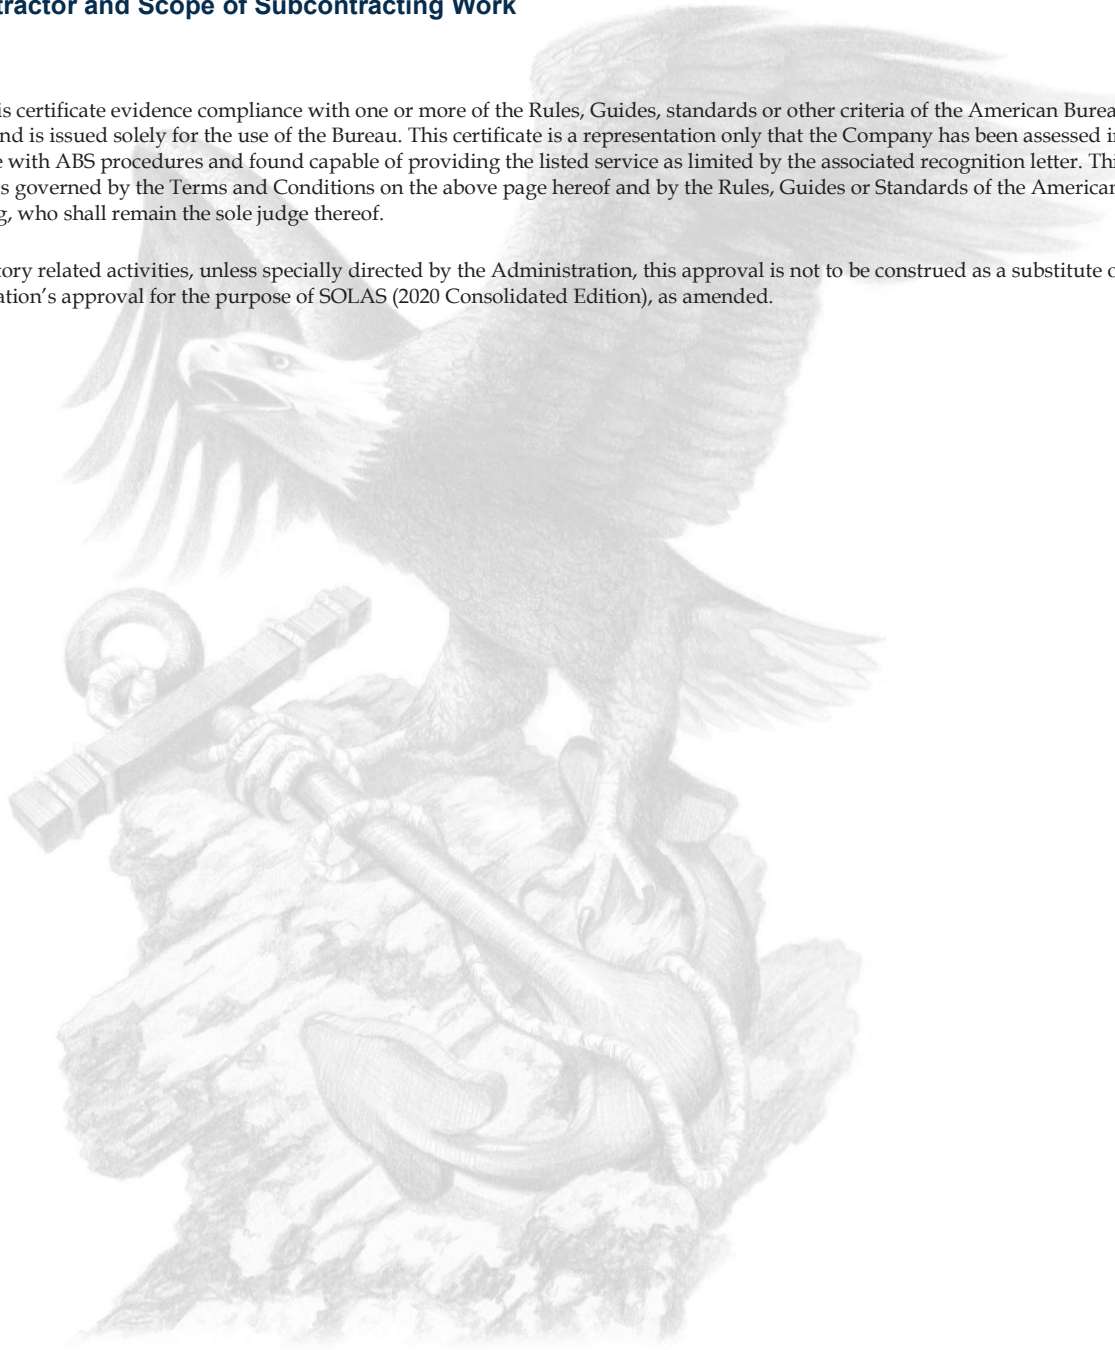 tractor and Scope of Subcontracting Work
is certificate evidence compliance with one or more of the Rules, Guides, standards or other criteria of the American Burea
nd is issued solely for the use of the Bureau. This certificate is a representation only that the Company has been assessed in
e with ABS procedures and found capable of providing the listed service as limited by the associated recognition letter. Thi
s governed by the Terms and Conditions on the above page hereof and by the Rules, Guides or Standards of the American
g, who shall remain the sole judge thereof.
tory related activities, unless specially directed by the Administration, this approval is not to be construed as a substitute o
ation’s approval for the purpose of SOLAS (2020 Consolidated Edition), as amended.